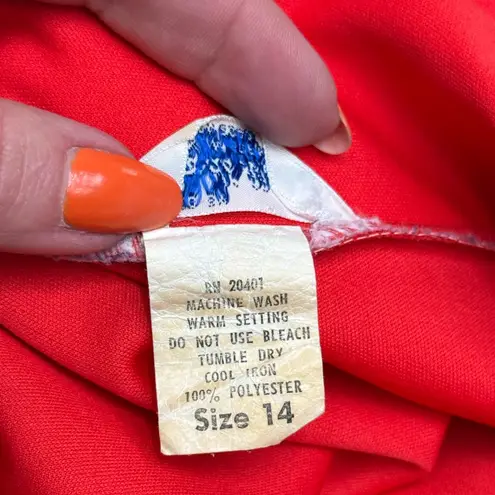 RN 20401
MACHINE WASH
WARM SETTING
DO NOT USE BLEACH
TUMBLE DRY
COOL IRON
100% POLYESTER
Size 14